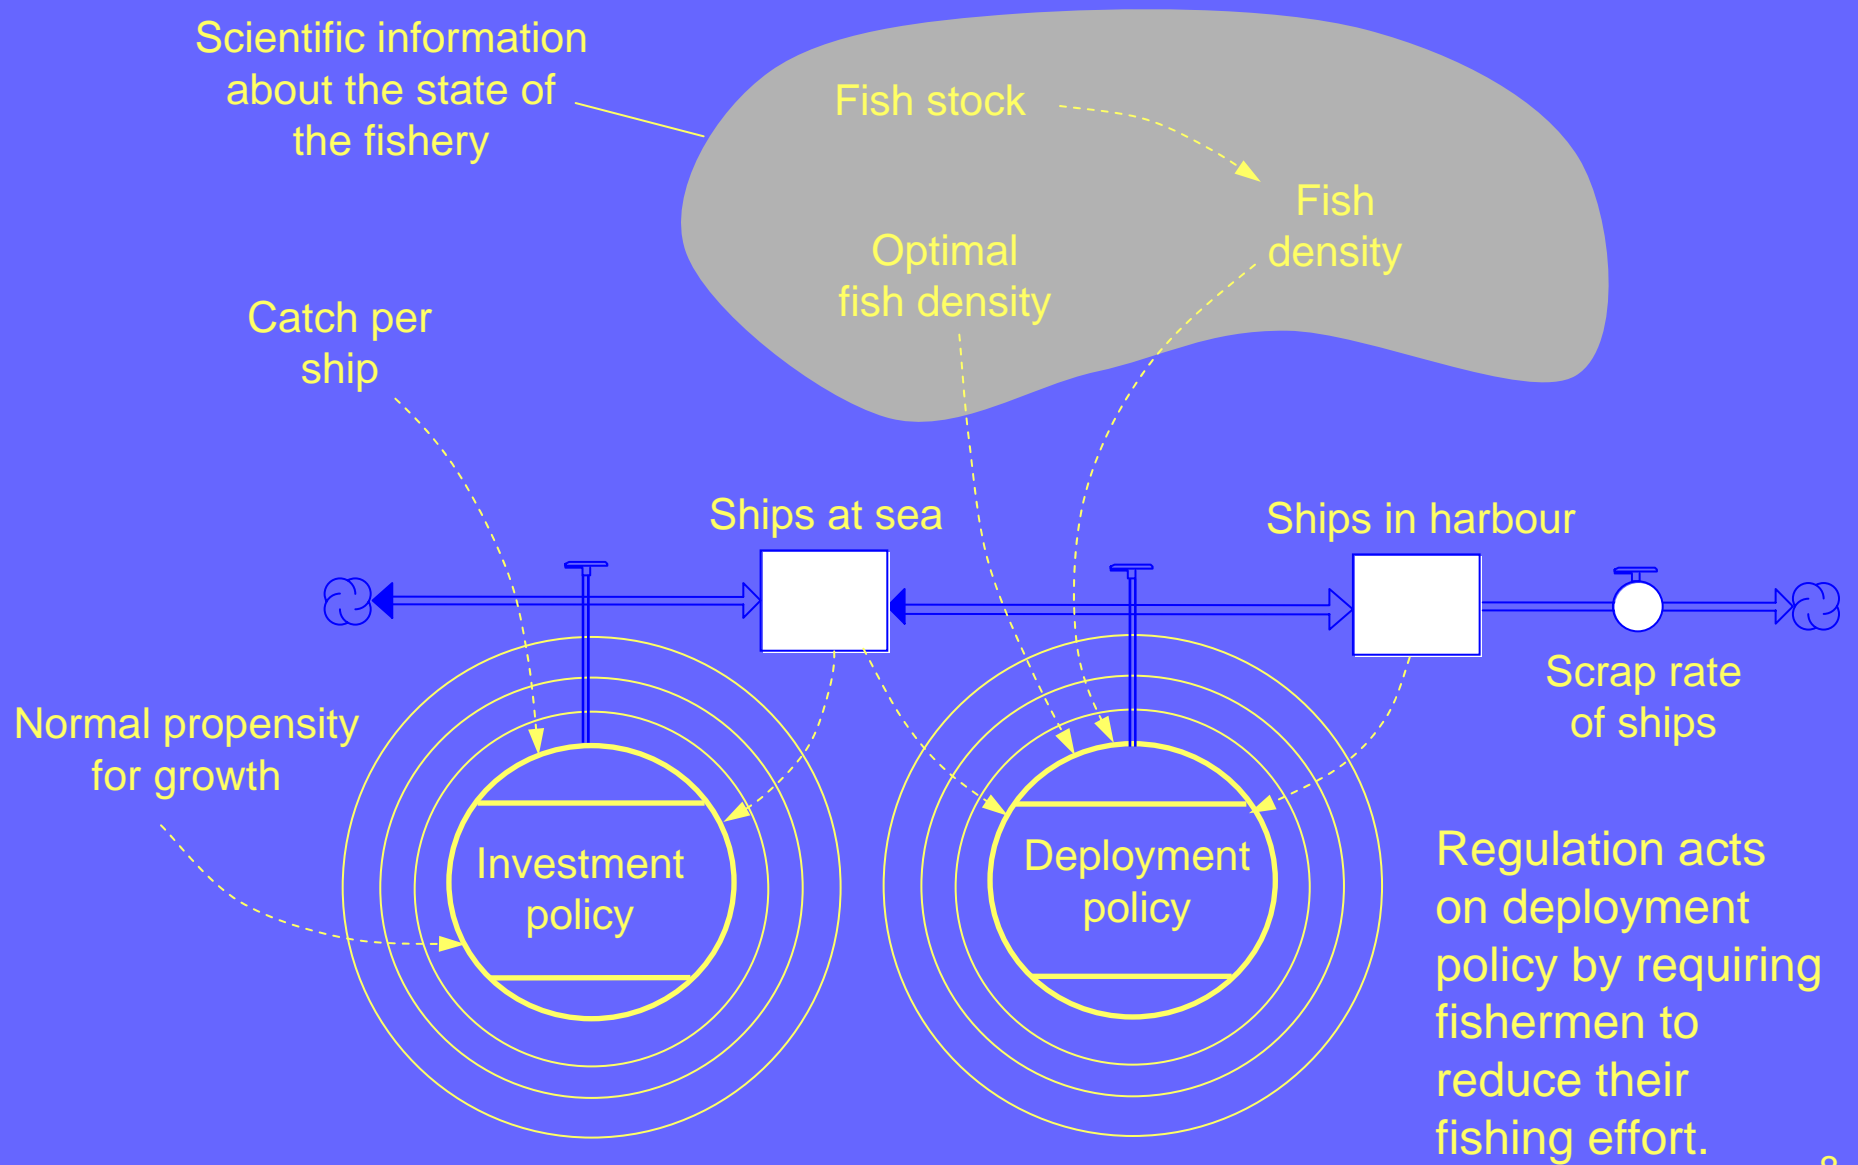 Scientific information
about the state of
the fishery
Fish stock
Fish
density
Optimal
fish density
Catch per
ship
Ships at sea
Ships in harbour
Scrap rate
of ships
Normal propensity
for growth
Investment
policy
Deployment
policy
Regulation acts
on deployment
policy by requiring
fishermen to
reduce their
fishing effort.